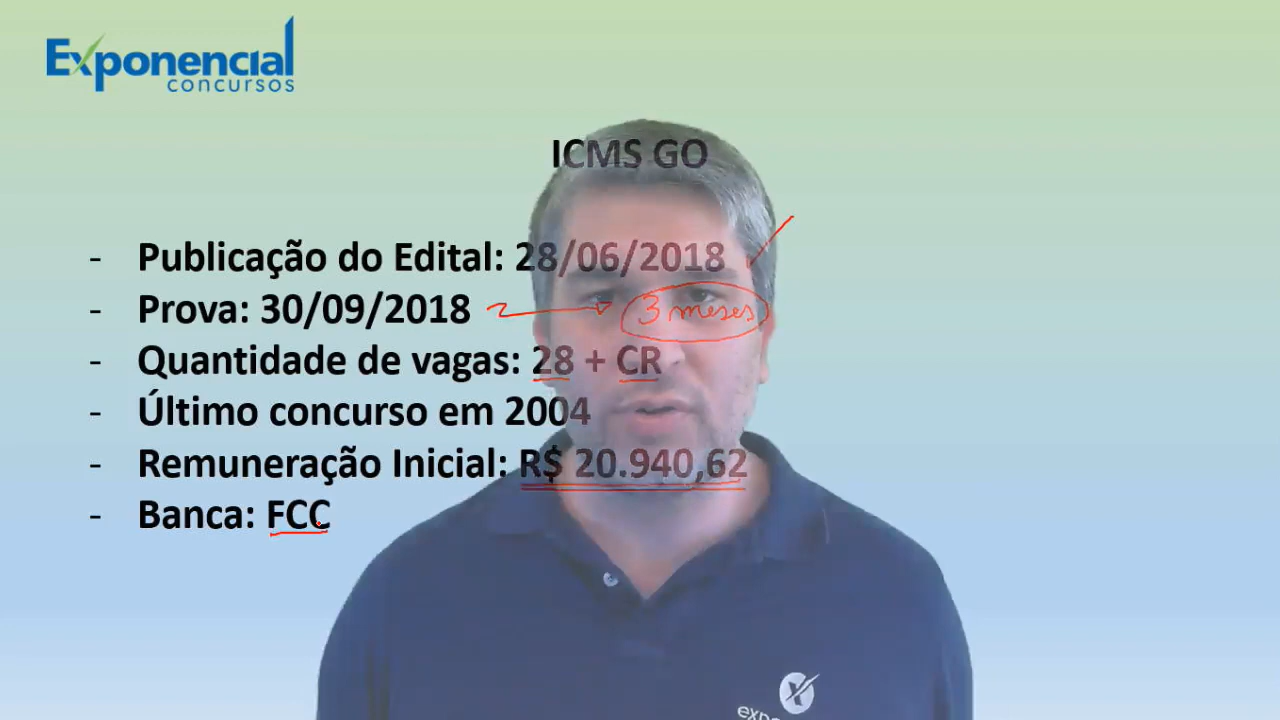 Exponencial
concursos
ICMS GO
- Publicação do Edital: 28/06/2018
- Prova: 30/09/2018 3 meses
- Quantidade de vagas: 28 + CR
- Último concurso em 2004
- Remuneração Inicial: R$ 20.940,62
- Banca: FCC